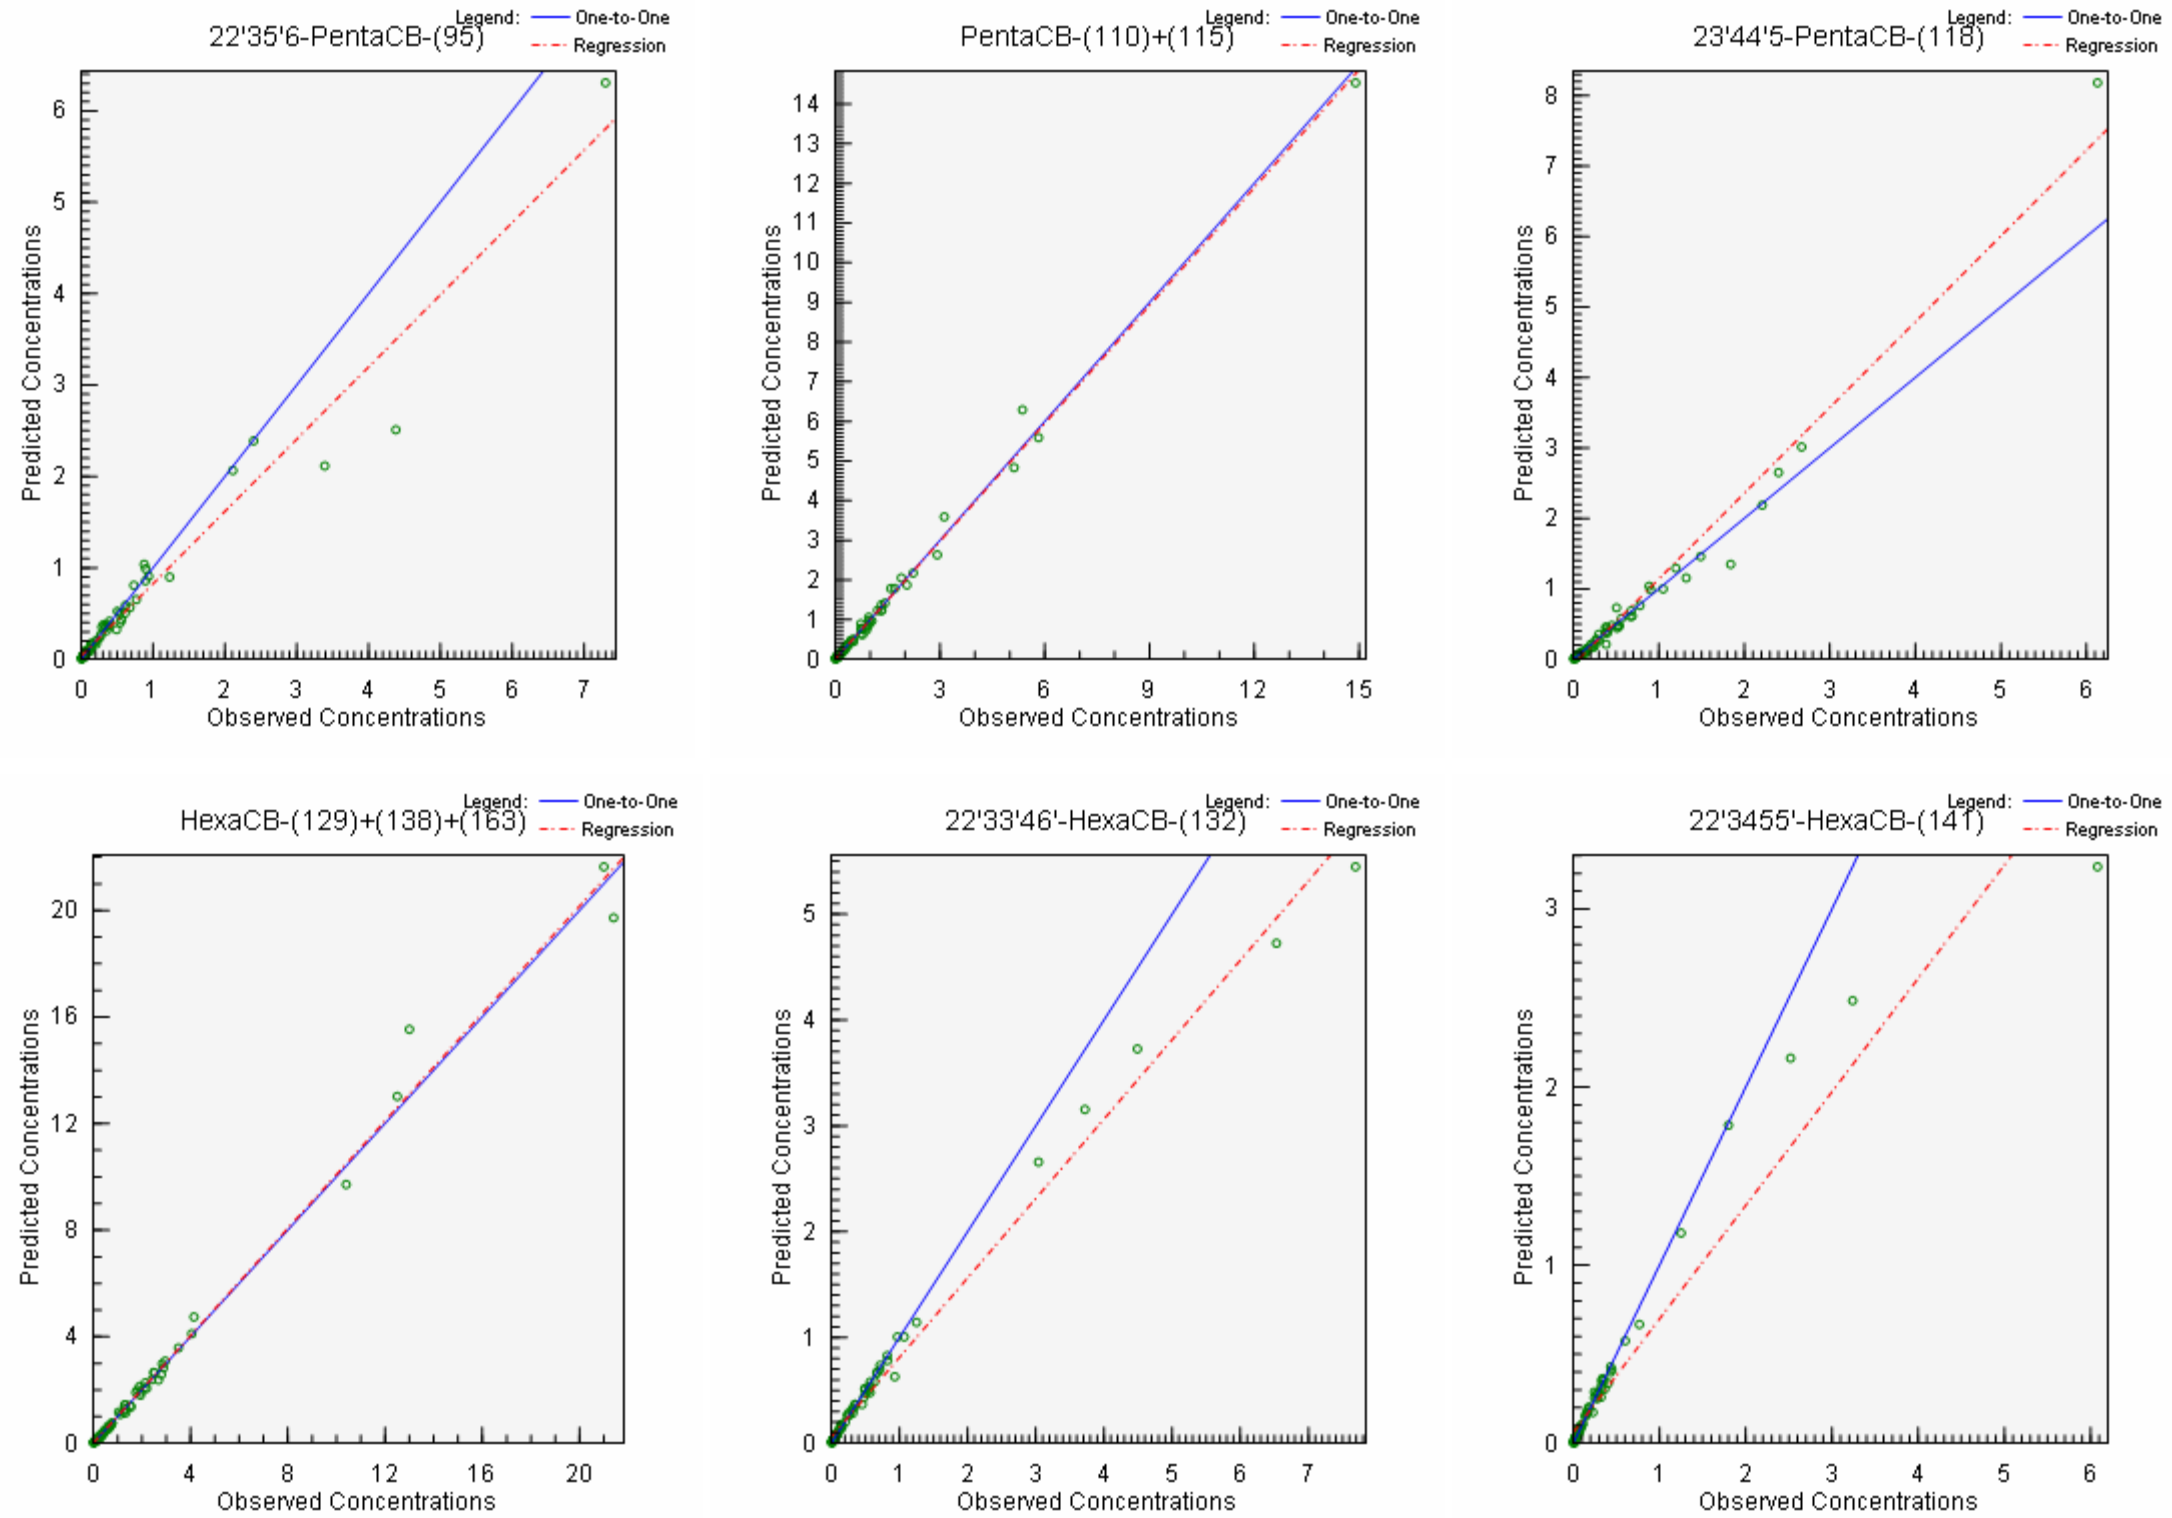 Legend: One-to-One
22'35'6-PentaCB-(95)
Regression
6
5
4
3
2
1
0
Predicted Concentrations
0 1 2 3 4 5 6 7
Observed Concentrations
Legend: One-to-One
PentaCB-(110)+(115)
Regression
14
13
12
11
10
9
8
7
6
5
4
3
2
1
0
Predicted Concentrations
0 3 6 9 12 15
Observed Concentrations
Legend: One-to-One
23'44'5-PentaCB-(118)
Regression
8
7
6
5
4
3
2
1
0
Predicted Concentrations
0 1 2 3 4 5 6
Observed Concentrations
Legend: One-to-One
HexaCB-(129)+(138)+(163)
Regression
20
16
12
8
4
0
Predicted Concentrations
0 4 8 12 16 20
Observed Concentrations
Legend: One-to-One
22'33'46'-HexaCB-(132)
Regression
5
4
3
2
1
0
Predicted Concentrations
0 1 2 3 4 5 6 7
Observed Concentrations
Legend: One-to-One
22'3455'-HexaCB-(141)
Regression
3
2
1
0
Predicted Concentrations
0 1 2 3 4 5 6
Observed Concentrations